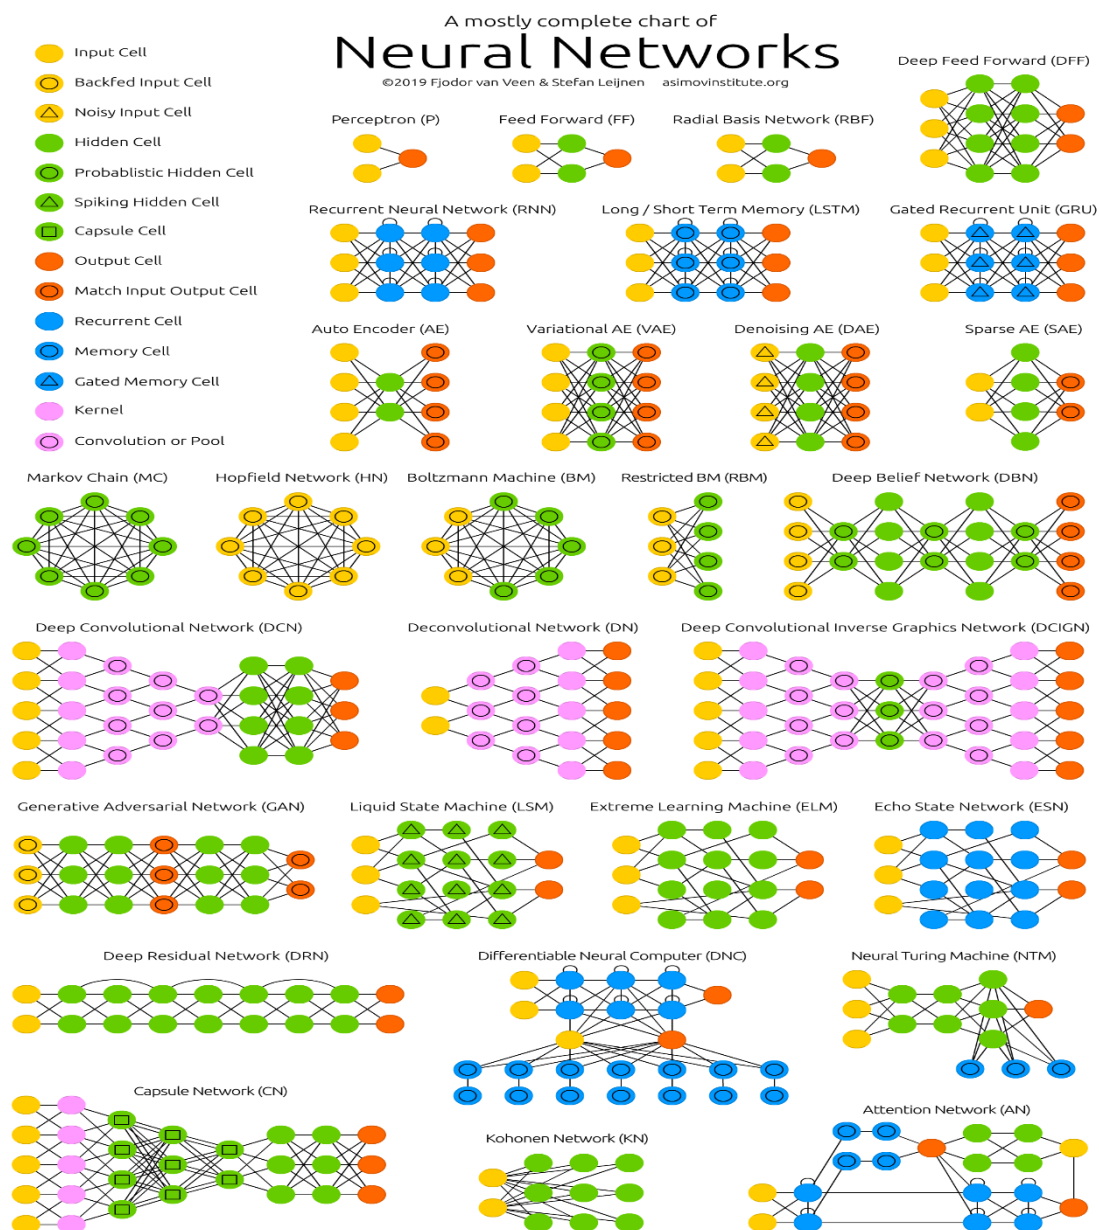 A mostly complete chart of
Neural Networks
©2019 Fjodor van Veen & Stefan Leijnen asimovinstitute.org
Input Cell
Backfed Input Cell
Noisy Input Cell
Hidden Cell
Probablistic Hidden Cell
Spiking Hidden Cell
Capsule Cell
Output Cell
Match Input Output Cell
Recurrent Cell
Memory Cell
Gated Memory Cell
Kernel
Convolution or Pool
Deep Feed Forward (DFF)
Perceptron (P)
Feed Forward (FF)
Radial Basis Network (RBF)
Recurrent Neural Network (RNN)
Long / Short Term Memory (LSTM)
Gated Recurrent Unit (GRU)
Auto Encoder (AE)
Variational AE (VAE)
Denoising AE (DAE)
Sparse AE (SAE)
Markov Chain (MC)
Hopfield Network (HN)
Boltzmann Machine (BM)
Restricted BM (RBM)
Deep Belief Network (DBN)
Deep Convolutional Network (DCN)
Deconvolutional Network (DN)
Deep Convolutional Inverse Graphics Network (DCIGN)
Generative Adversarial Network (GAN)
Liquid State Machine (LSM)
Extreme Learning Machine (ELM)
Echo State Network (ESN)
Deep Residual Network (DRN)
Differentiable Neural Computer (DNC)
Neural Turing Machine (NTM)
Capsule Network (CN)
Kohonen Network (KN)
Attention Network (AN)